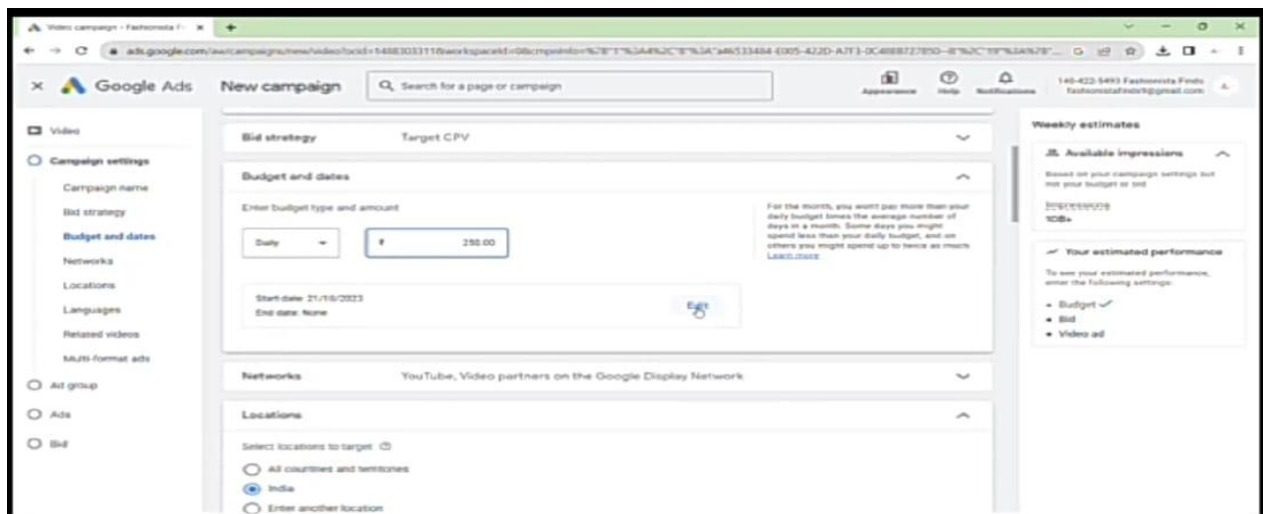 Video campaign - Fashionista F
Google Ads
New campaign
Search for a page or campaign
Appearance
Help
Notifications
140-422-5493 Fashionista Finds
Video
Campaign settings
Campaign name
Bid strategy
Budget and dates
Networks
Locations
Languages
Related videos
Multi-format ads
Ad group
Ads
Bid
Bid strategy Target CPV
Budget and dates
Enter budget type and amount
Daily
₹ 250.00
For the month, you won't pay more than your
daily budget times the average number of
days in a month. Some days you might
spend less than your daily budget, and on
others you might spend up to twice as much.
Learn more
Start date: 21/10/2023
End date: None
Edit
Networks YouTube, Video partners on the Google Display Network
Locations
Select locations to target
All countries and territories
India
Enter another location
Weekly estimates
Available impressions
Based on your campaign settings but
not your budget or bid
Impressions
10B+
Your estimated performance
To see your estimated performance,
enter the following settings:
Budget
Bid
Video ad